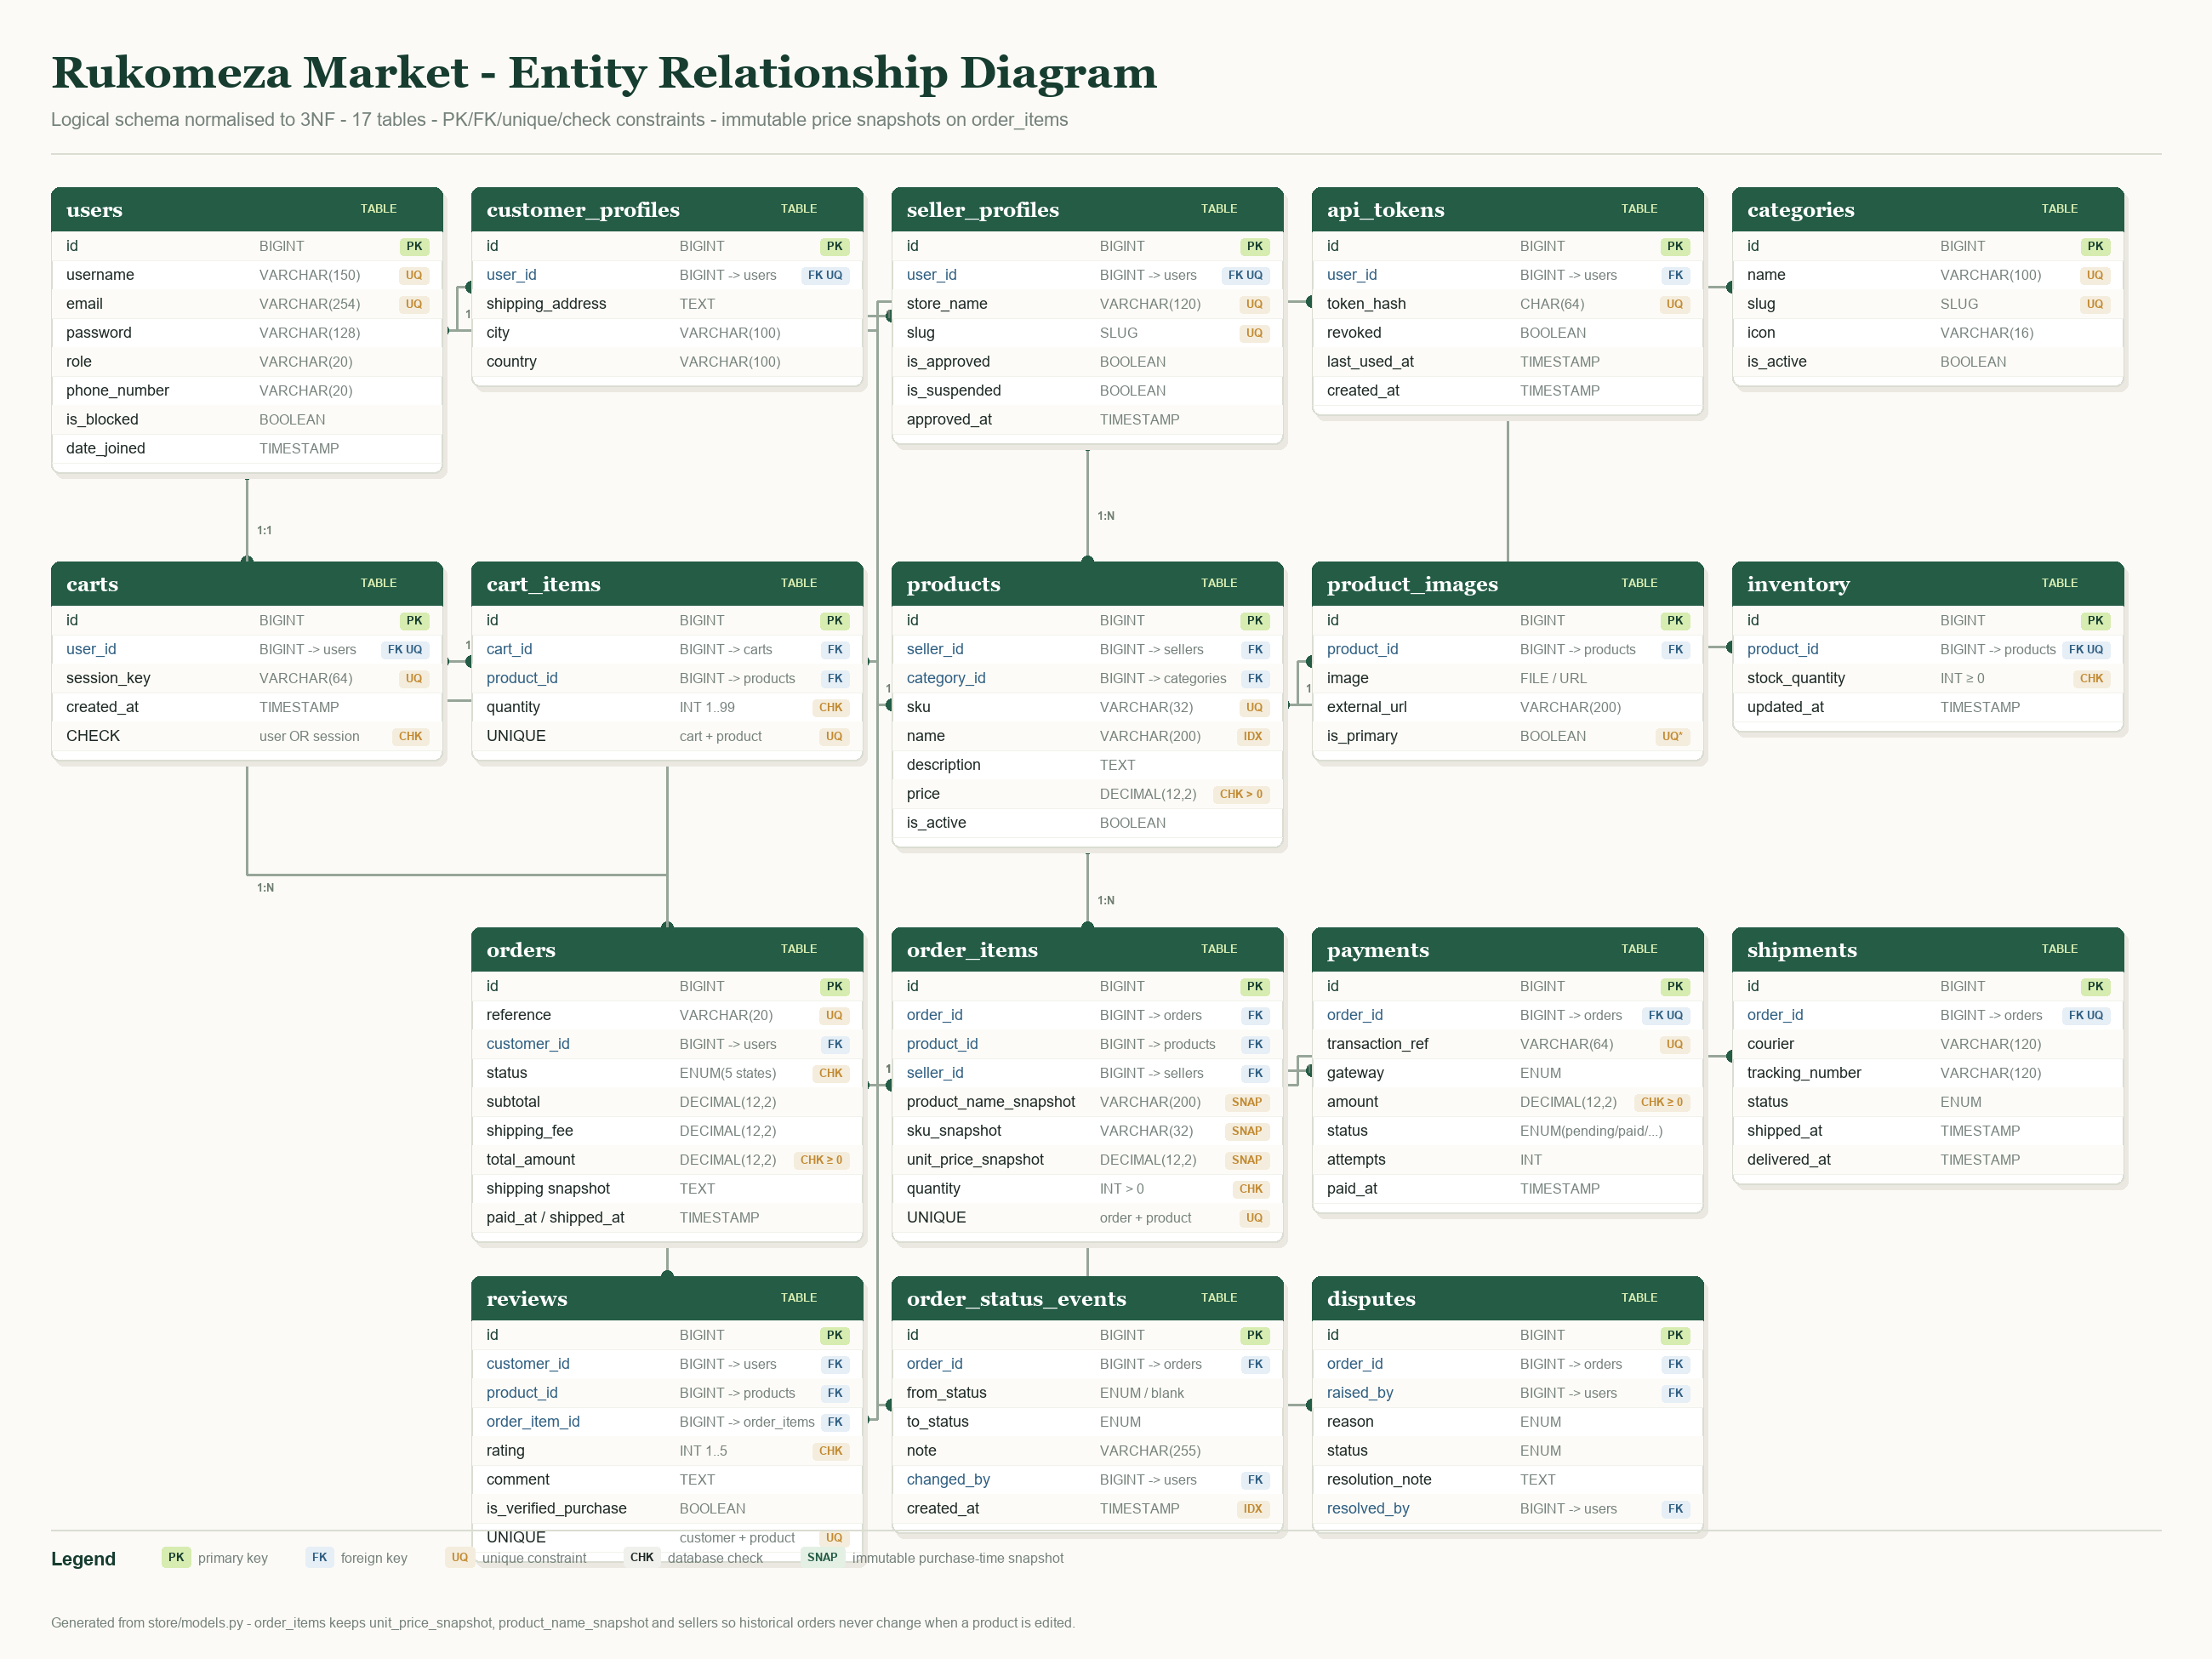 Rukomeza Market - Entity Relationship Diagram
Logical schema normalised to 3NF - 17 tables - PK/FK/unique/check constraints - immutable price snapshots on order_items
users TABLE
id BIGINT PK
username VARCHAR(150) UQ
email VARCHAR(254) UQ
password VARCHAR(128)
role VARCHAR(20)
phone_number VARCHAR(20)
is_blocked BOOLEAN
date_joined TIMESTAMP
1
customer_profiles TABLE
id BIGINT PK
user_id BIGINT -> users FK UQ
shipping_address TEXT
city VARCHAR(100)
country VARCHAR(100)
seller_profiles TABLE
id BIGINT PK
user_id BIGINT -> users FK UQ
store_name VARCHAR(120) UQ
slug SLUG UQ
is_approved BOOLEAN
is_suspended BOOLEAN
approved_at TIMESTAMP
api_tokens TABLE
id BIGINT PK
user_id BIGINT -> users FK
token_hash CHAR(64) UQ
revoked BOOLEAN
last_used_at TIMESTAMP
created_at TIMESTAMP
categories TABLE
id BIGINT PK
name VARCHAR(100) UQ
slug SLUG UQ
icon VARCHAR(16)
is_active BOOLEAN
1:1
1:N
carts TABLE
id BIGINT PK
user_id BIGINT -> users FK UQ
session_key VARCHAR(64) UQ
created_at TIMESTAMP
CHECK user OR session CHK
1
cart_items TABLE
id BIGINT PK
cart_id BIGINT -> carts FK
product_id BIGINT -> products FK
quantity INT 1..99 CHK
UNIQUE cart + product UQ
1
products TABLE
id BIGINT PK
seller_id BIGINT -> sellers FK
category_id BIGINT -> categories FK
sku VARCHAR(32) UQ
name VARCHAR(200) IDX
description TEXT
price DECIMAL(12,2) CHK > 0
is_active BOOLEAN
1
product_images TABLE
id BIGINT PK
product_id BIGINT -> products FK
image FILE / URL
external_url VARCHAR(200)
is_primary BOOLEAN UQ*
inventory TABLE
id BIGINT PK
product_id BIGINT -> products FK UQ
stock_quantity INT ≥ 0 CHK
updated_at TIMESTAMP
1:N
1:N
orders TABLE
id BIGINT PK
reference VARCHAR(20) UQ
customer_id BIGINT -> users FK
status ENUM(5 states) CHK
subtotal DECIMAL(12,2)
shipping_fee DECIMAL(12,2)
total_amount DECIMAL(12,2) CHK ≥ 0
shipping snapshot TEXT
paid_at / shipped_at TIMESTAMP
1
order_items TABLE
id BIGINT PK
order_id BIGINT -> orders FK
product_id BIGINT -> products FK
seller_id BIGINT -> sellers FK
product_name_snapshot VARCHAR(200) SNAP
sku_snapshot VARCHAR(32) SNAP
unit_price_snapshot DECIMAL(12,2) SNAP
quantity INT > 0 CHK
UNIQUE order + product UQ
payments TABLE
id BIGINT PK
order_id BIGINT -> orders FK UQ
transaction_ref VARCHAR(64) UQ
gateway ENUM
amount DECIMAL(12,2) CHK ≥ 0
status ENUM(pending/paid/...)
attempts INT
paid_at TIMESTAMP
shipments TABLE
id BIGINT PK
order_id BIGINT -> orders FK UQ
courier VARCHAR(120)
tracking_number VARCHAR(120)
status ENUM
shipped_at TIMESTAMP
delivered_at TIMESTAMP
reviews TABLE
id BIGINT PK
customer_id BIGINT -> users FK
product_id BIGINT -> products FK
order_item_id BIGINT -> order_items FK
rating INT 1..5 CHK
comment TEXT
is_verified_purchase BOOLEAN
UNIQUE customer + product UQ
order_status_events TABLE
id BIGINT PK
order_id BIGINT -> orders FK
from_status ENUM / blank
to_status ENUM
note VARCHAR(255)
changed_by BIGINT -> users FK
created_at TIMESTAMP IDX
disputes TABLE
id BIGINT PK
order_id BIGINT -> orders FK
raised_by BIGINT -> users FK
reason ENUM
status ENUM
resolution_note TEXT
resolved_by BIGINT -> users FK
Legend PK primary key FK foreign key UQ unique constraint CHK database check SNAP immutable purchase-time snapshot
Generated from store/models.py - order_items keeps unit_price_snapshot, product_name_snapshot and sellers so historical orders never change when a product is edited.